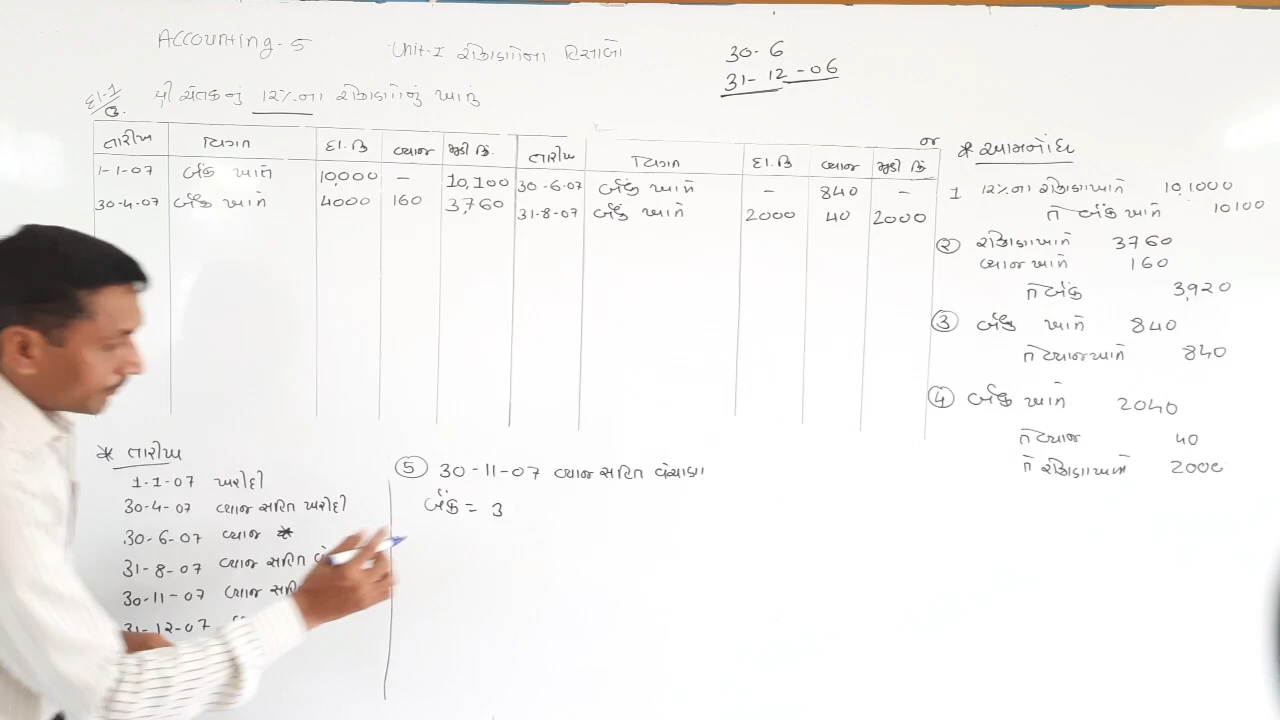 Accounting-5 Unit-I રોકાણોના હિસાબો
30-6
31-12-06
દા.1
શ્રી ચેતકનું 12%ના રોકાણોનું ખાતું
તારીખ વિગત દા.કિં વ્યાજ મુડી કિં. તારીખ વિગત દા.કિં વ્યાજ મુડી કિં.
1-1-07 બેંક ખાતે 10,000 - 10,100 30-6-07 બેંક ખાતે - 840 -
30-4-07 બેંક ખાતે 4000 160 3,760 31-8-07 બેંક ખાતે 2000 40 2000
જ
* આમનોંધ
1 12%ના રોકાણખાતે 10,1000
તે બેંક ખાતે 10100
② રોકાણખાતે 3760
વ્યાજ ખાતે 160
તે બેંક 3,920
③ બેંક ખાતે 840
તે વ્યાજખાતે 840
④ બેંક ખાતે 2040
તે વ્યાજ 40
તે રોકાણખાતે 2000
* તારીખ
1-1-07 ખરીદી
30-4-07 વ્યાજ સહિત ખરીદી
30-6-07 વ્યાજ
31-8-07 વ્યાજ સહિત
30-11-07 વ્યાજ
31-12-07
⑤ 30-11-07 વ્યાજ સહિત વેચાણ
બેંક = 3